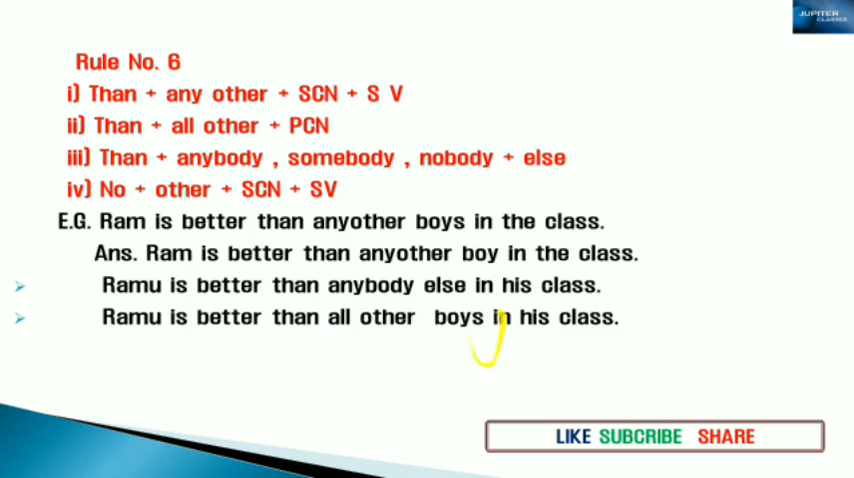 JUPITER
CLASSES
Rule No. 6
i) Than + any other + SCN + S V
ii) Than + all other + PCN
iii) Than + anybody , somebody , nobody + else
iv) No + other + SCN + SV
E.G. Ram is better than anyother boys in the class.
Ans. Ram is better than anyother boy in the class.
Ramu is better than anybody else in his class.
Ramu is better than all other boys in his class.
LIKE SUBCRIBE SHARE